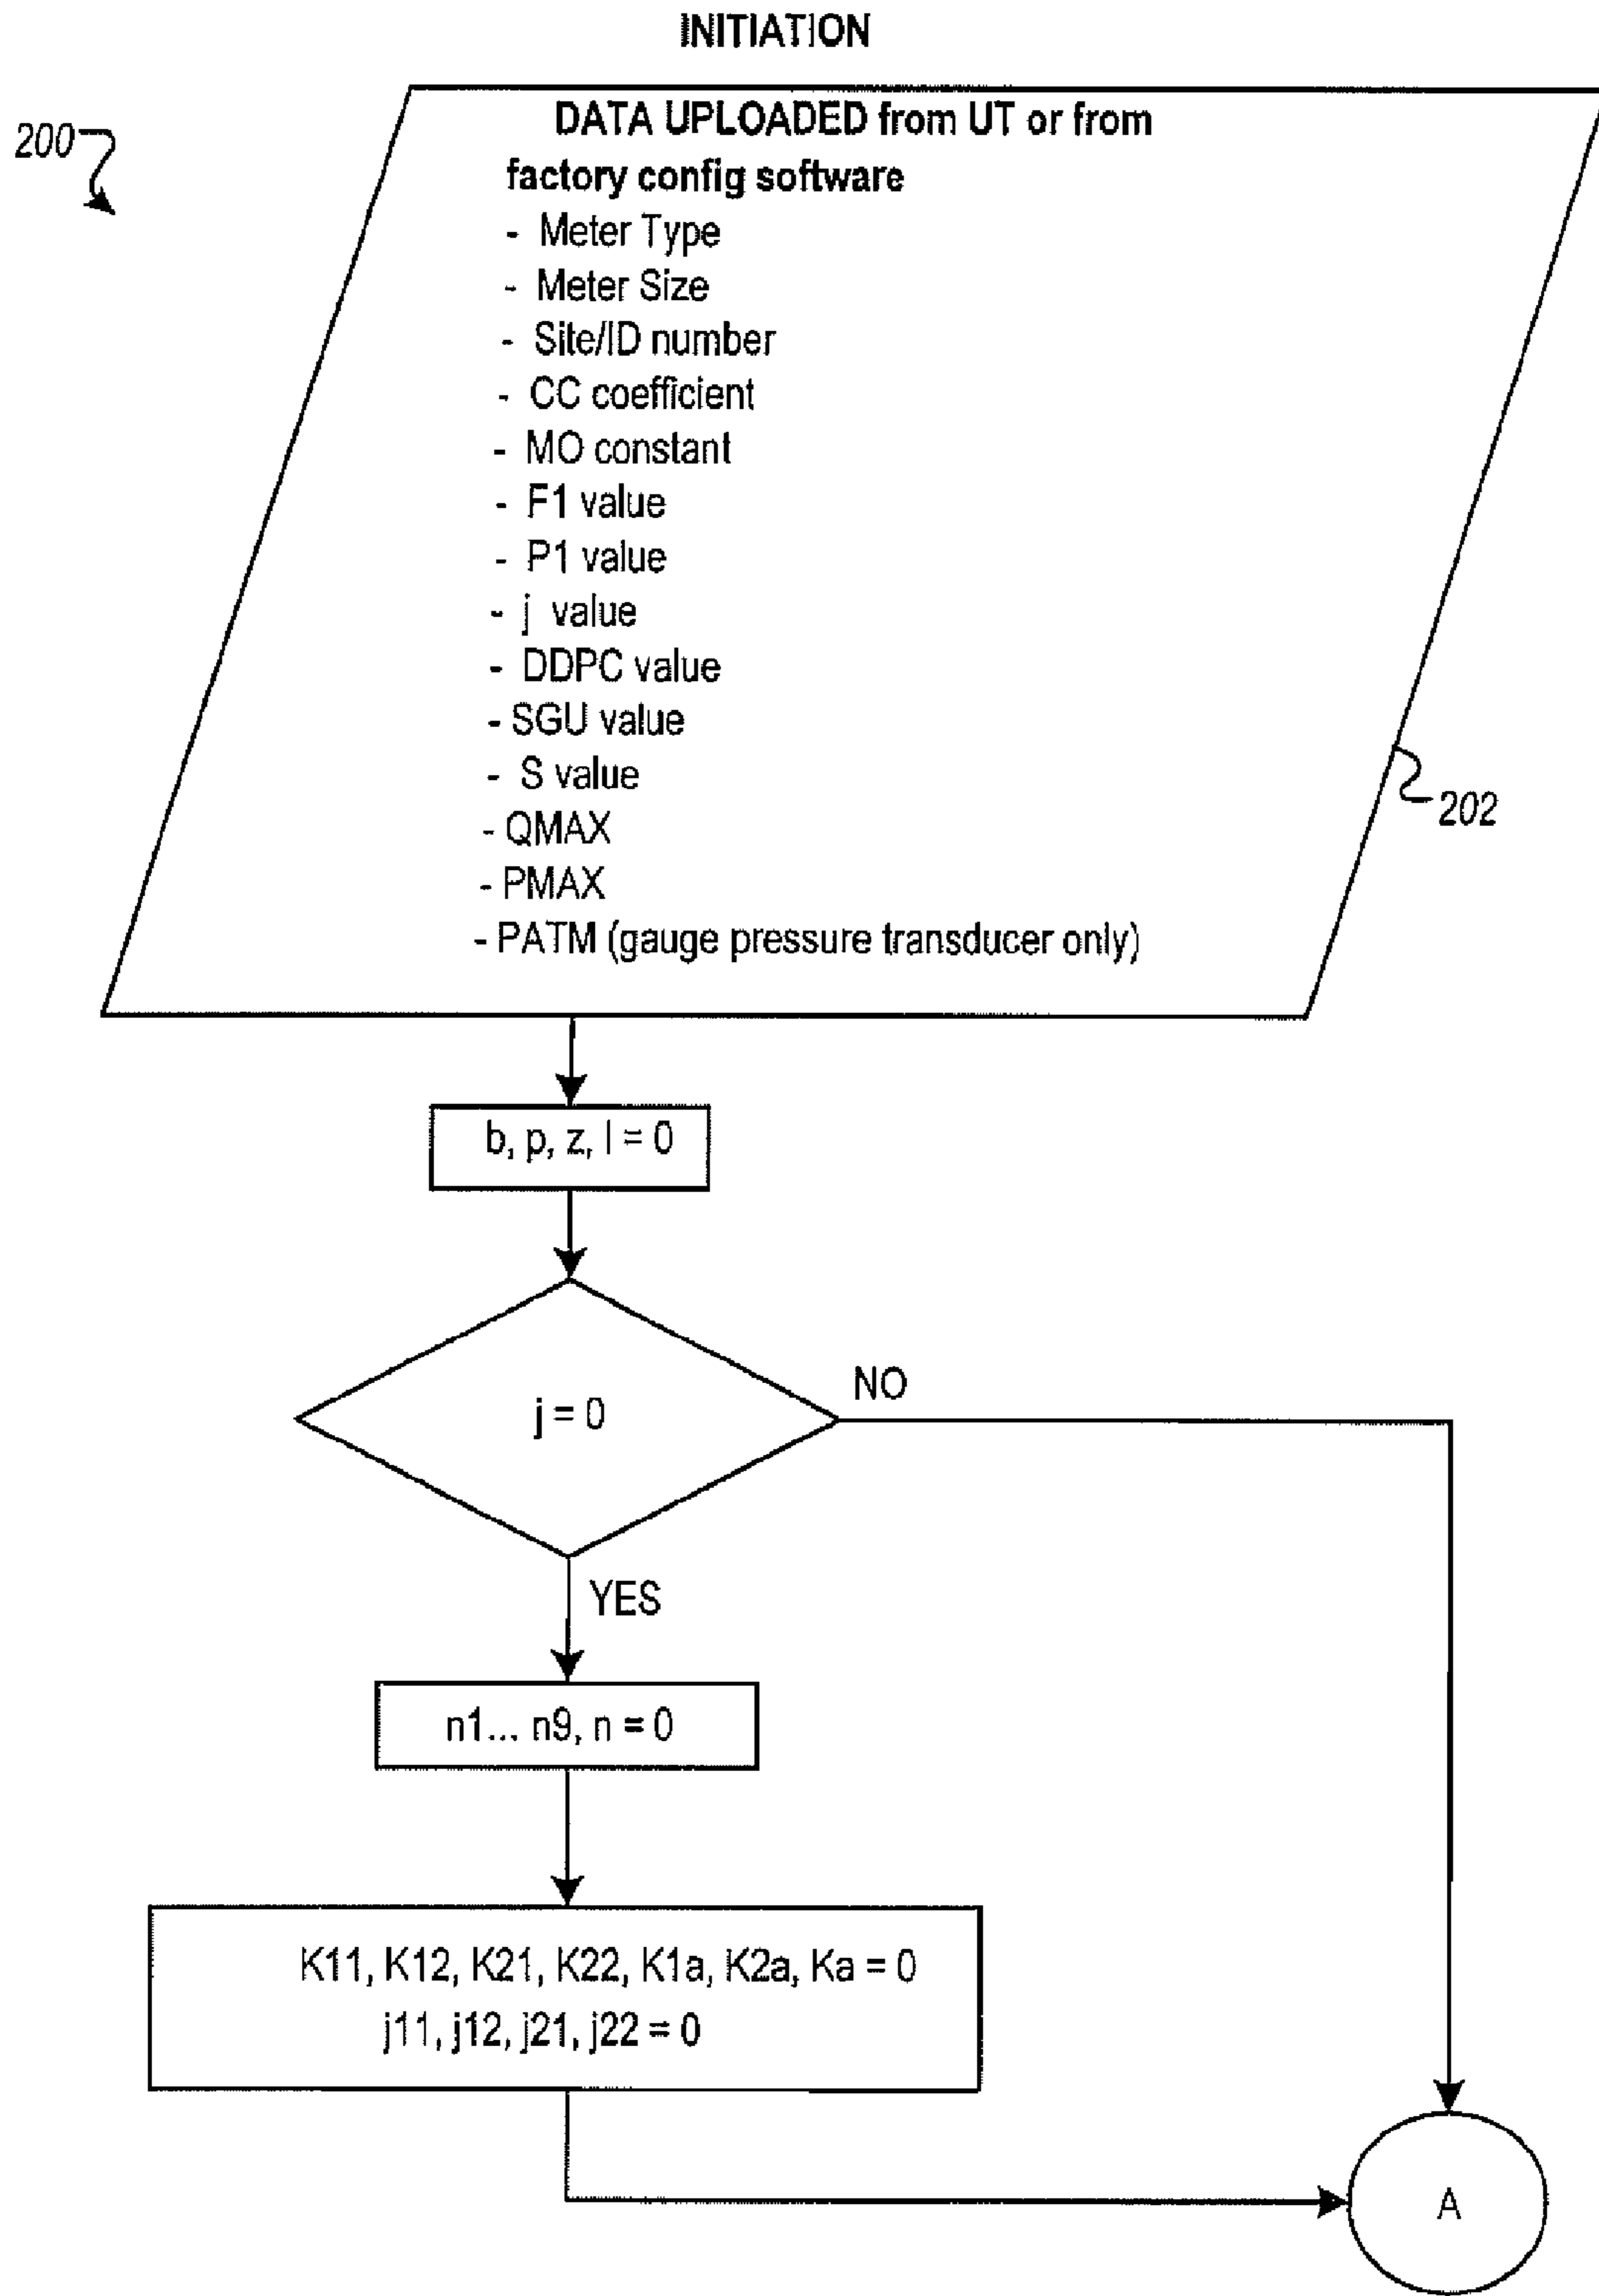 INITIATION
200
DATA UPLOADED from UT or from
factory config software
- Meter Type
- Meter Size
- Site/ID number
- CC coefficient
- MO constant
- F1 value
- P1 value
- j value
- DDPC value
- SGU value
- S value
- QMAX
- PMAX
- PATM (gauge pressure transducer only)
202
b, p, z, l = 0
j = 0
NO
YES
n1... n9, n = 0
K11, K12, K21, K22, K1a, K2a, Ka = 0
j11, j12, j21, j22 = 0
A